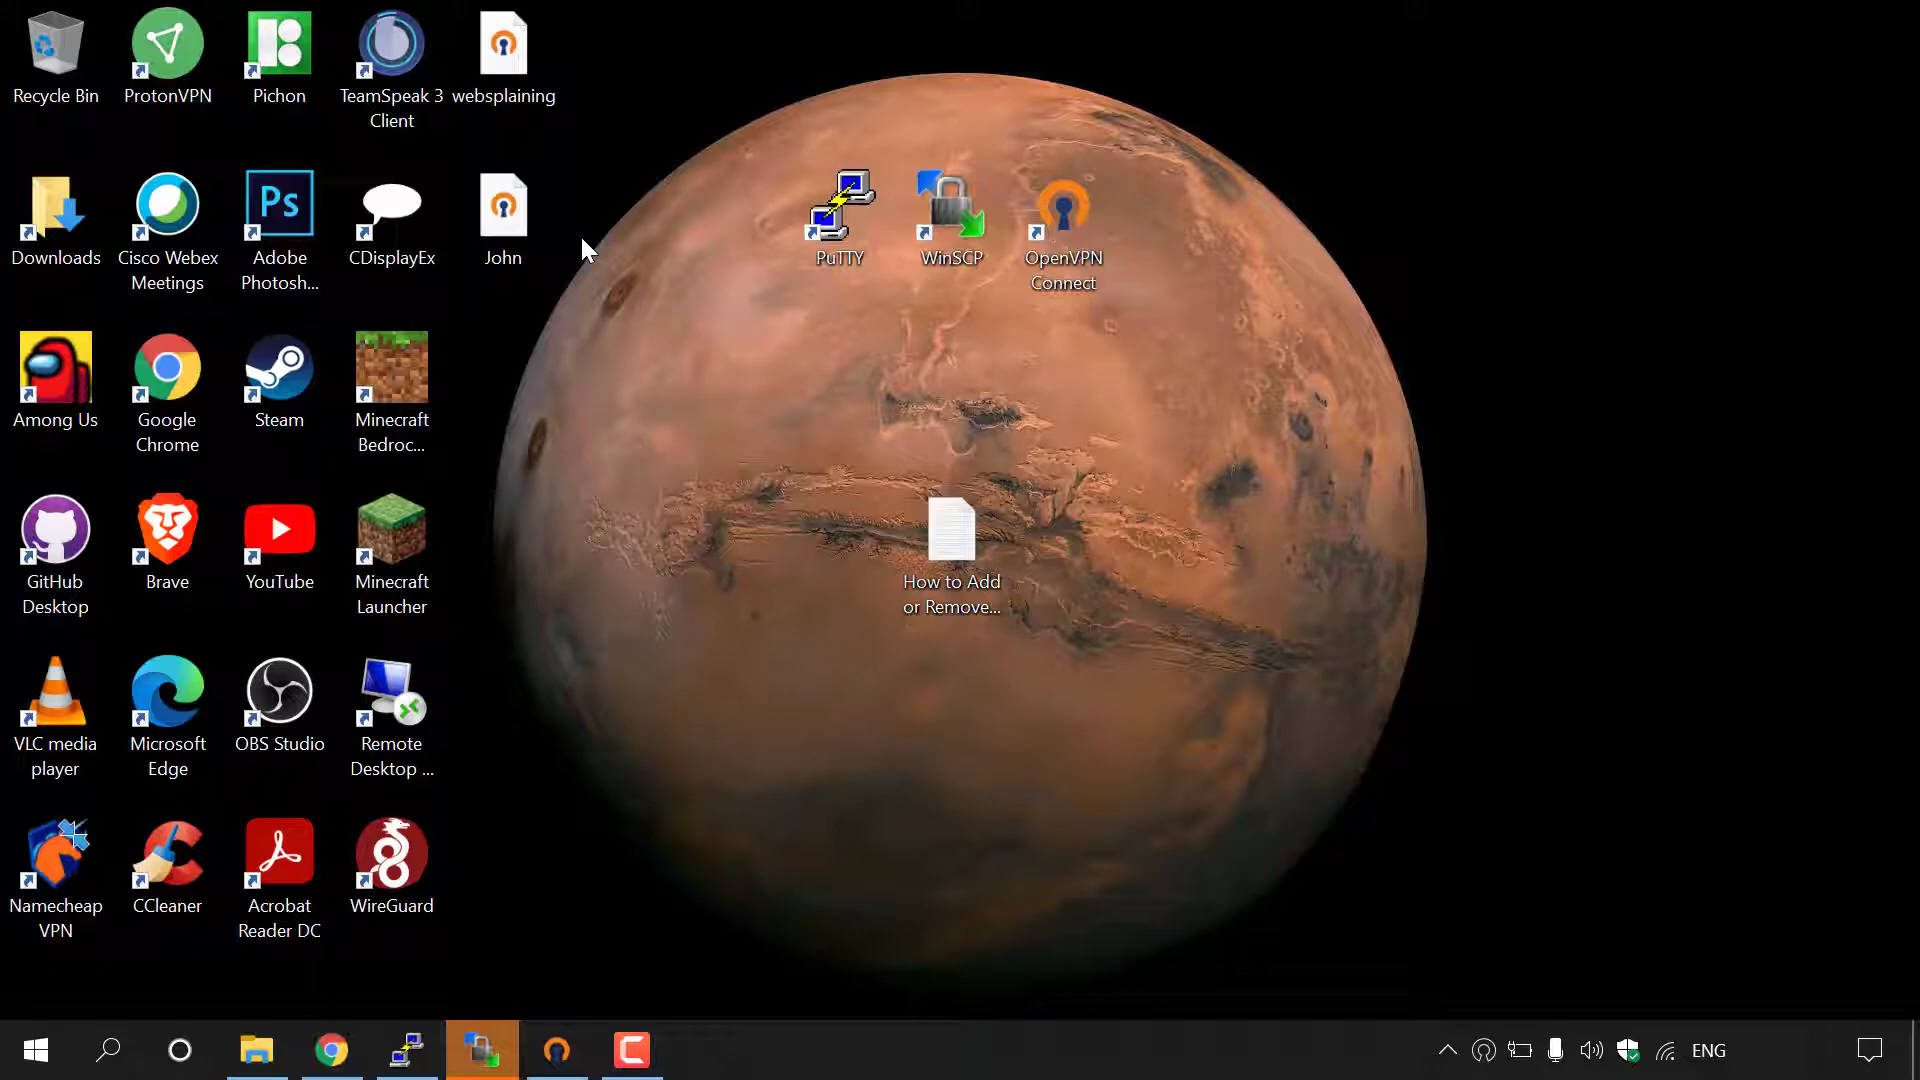 Recycle Bin
ProtonVPN
Pichon
TeamSpeak 3
Client
websplaining
Downloads
Cisco Webex
Meetings
Ps
Adobe
Photosh...
CDisplayEx
John
PuTTY
WinSCP
OpenVPN
Connect
Among Us
Google
Chrome
Steam
Minecraft
Bedroc...
GitHub
Desktop
Brave
YouTube
Minecraft
Launcher
How to Add
or Remove...
VLC media
player
Microsoft
Edge
OBS Studio
Remote
Desktop ...
Namecheap
VPN
CCleaner
Acrobat
Reader DC
WireGuard
ENG